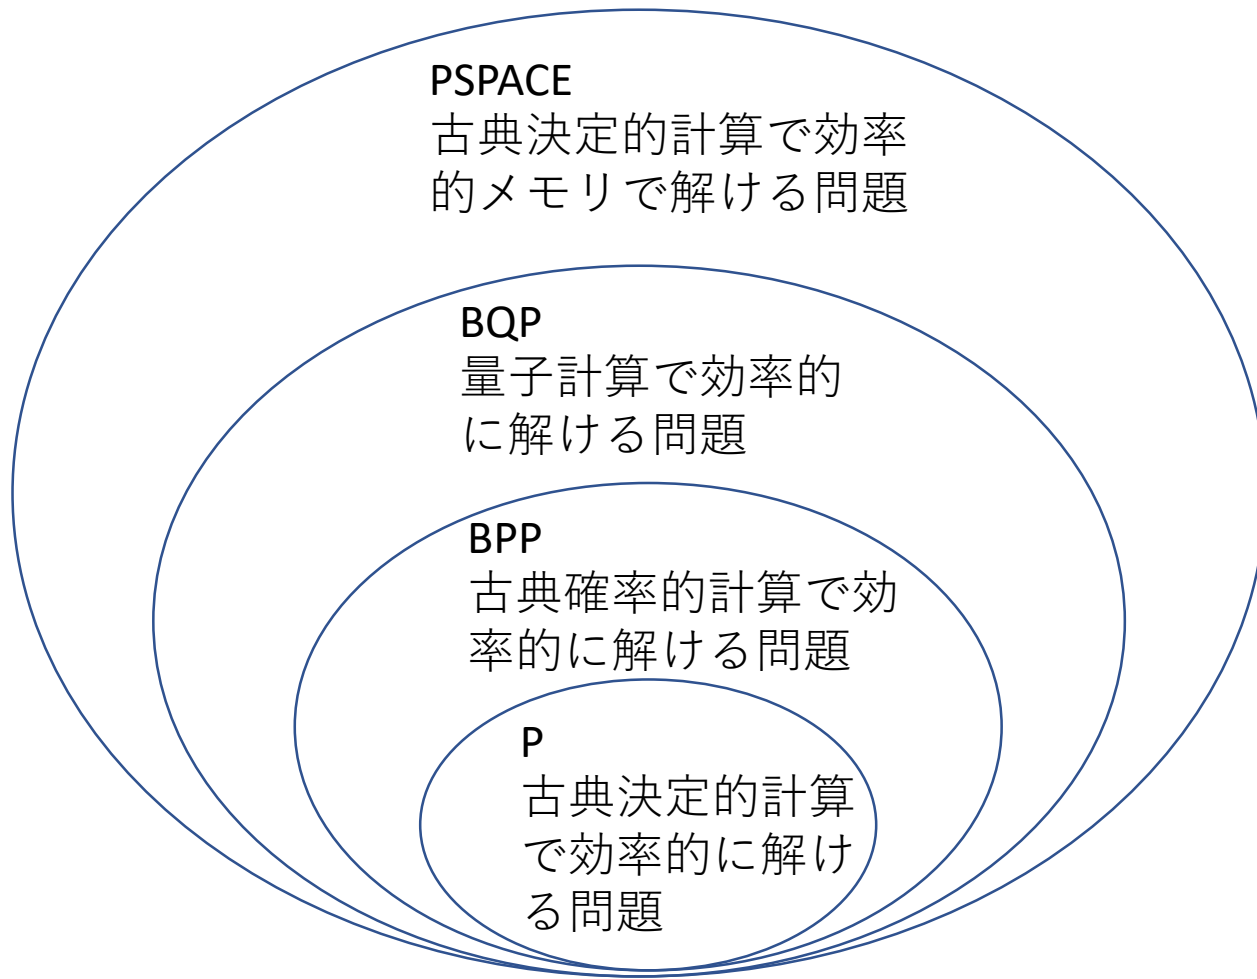 PSPACE
古典決定的計算で効率
的メモリで解ける問題
BQP
量子計算で効率的
に解ける問題
BPP
古典確率的計算で効
率的に解ける問題
P
古典決定的計算
で効率的に解け
る問題